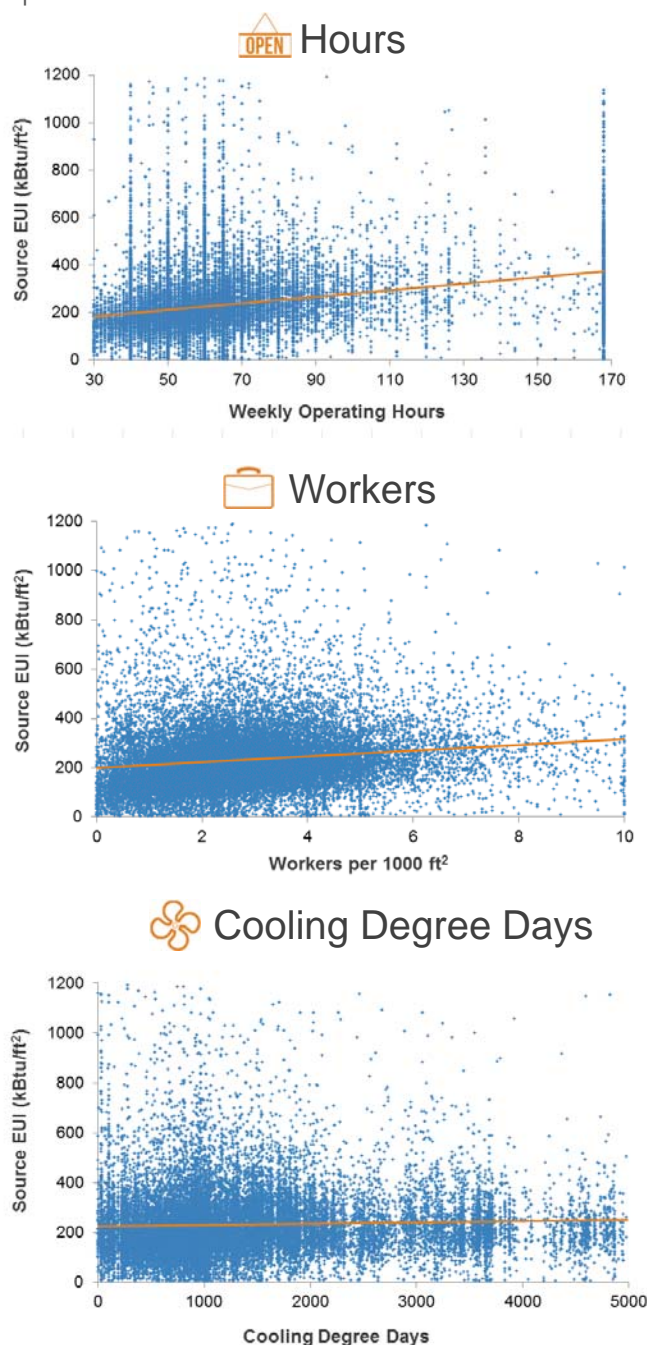 OPEN Hours
1200
1000
800
600
400
200
0
Source EUI (kBtu/ft²)
30 50 70 90 110 130 150 170
Weekly Operating Hours
Workers
1200
1000
800
600
400
200
0
Source EUI (kBtu/ft²)
0 2 4 6 8 10
Workers per 1000 ft²
Cooling Degree Days
1200
1000
800
600
400
200
0
Source EUI (kBtu/ft²)
0 1000 2000 3000 4000 5000
Cooling Degree Days